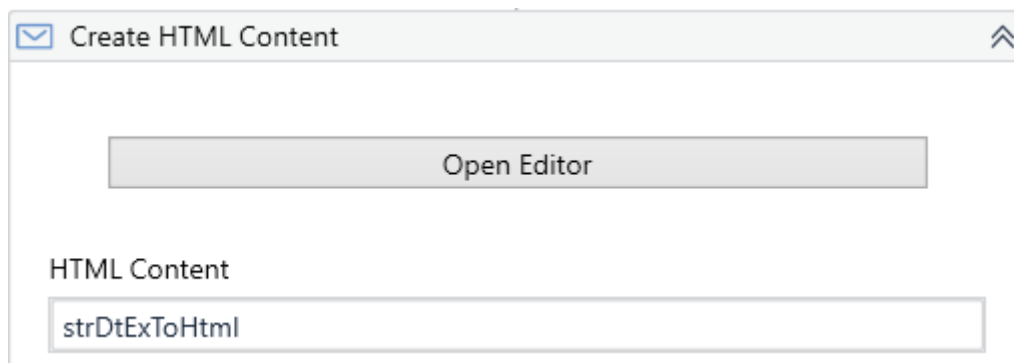 Create HTML Content
Open Editor
HTML Content
strDtExToHtml